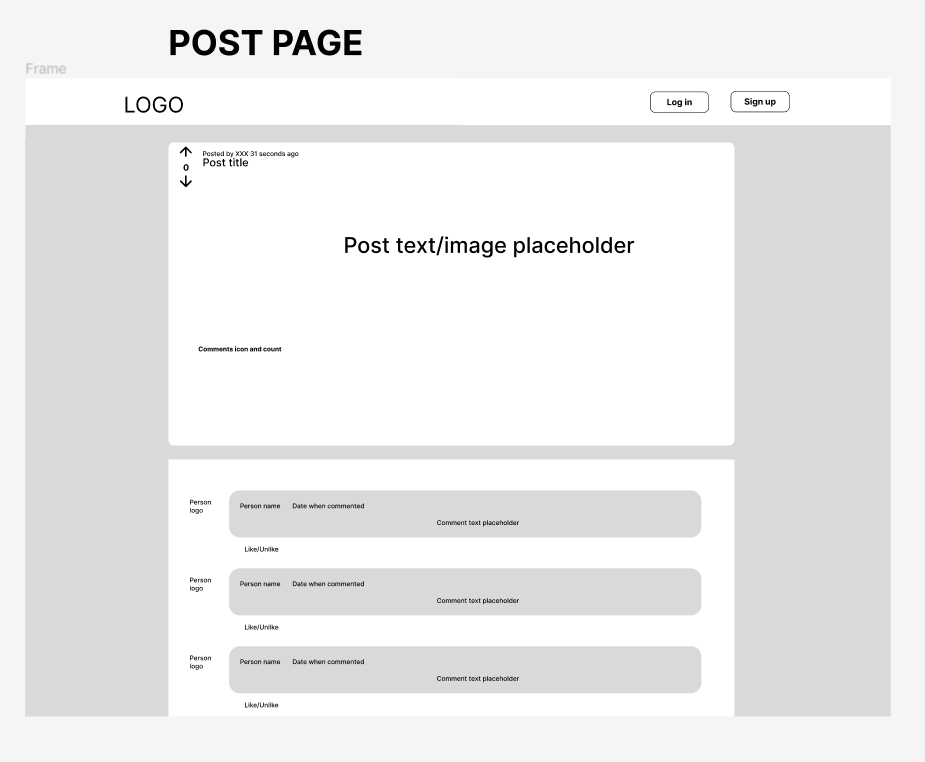 POST PAGE
Frame
LOGO
Log in
Sign up
0
Posted by XXX 31 seconds ago
Post title
Post text/image placeholder
Comments icon and count
Person
logo
Person name
Date when commented
Comment text placeholder
Like/Unlike
Person
logo
Person name
Date when commented
Comment text placeholder
Like/Unlike
Person
logo
Person name
Date when commented
Comment text placeholder
Like/Unlike